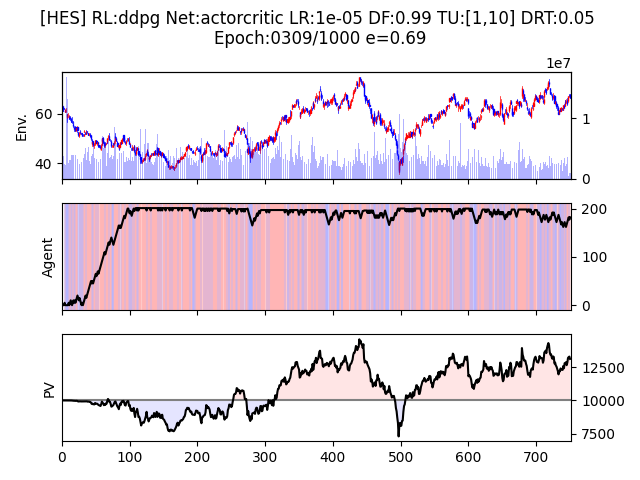 [HES] RL:ddpg Net:actorcritic LR:1e-05 DF:0.99 TU:[1,10] DRT:0.05
Epoch:0309/1000 e=0.69
1e7
Env.
60
40
1
0
Agent
200
100
0
PV
12500
10000
7500
0 100 200 300 400 500 600 700